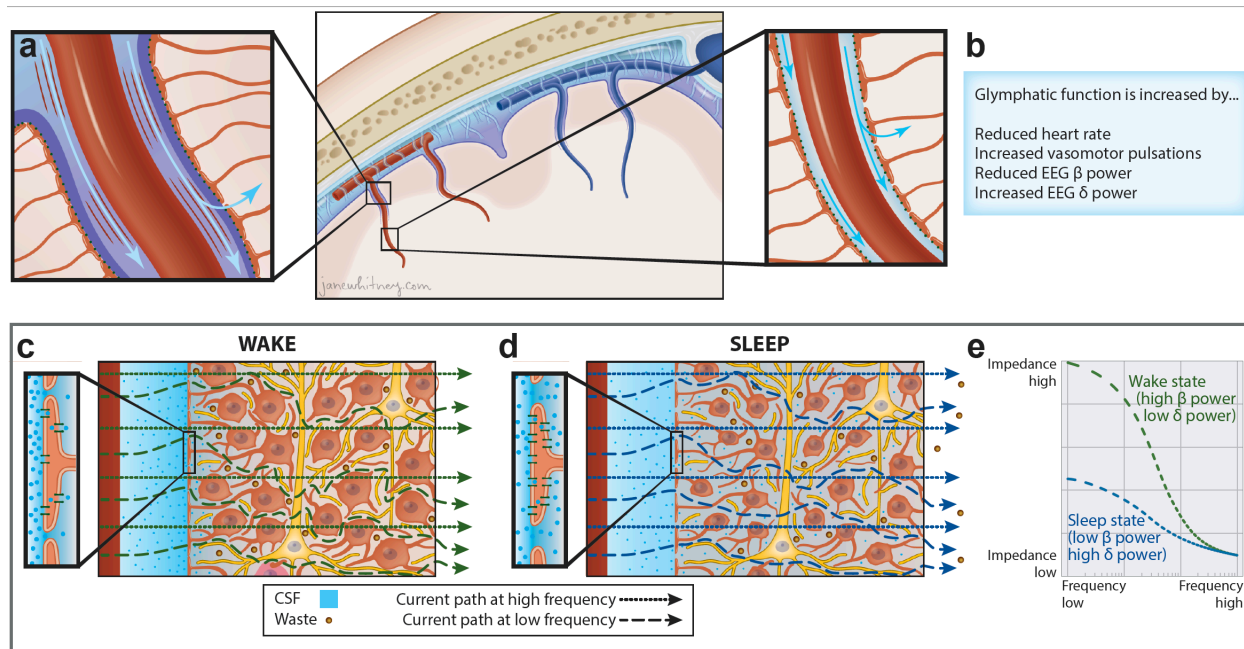 a
janewhitney.com
b
Glymphatic function is increased by...
Reduced heart rate
Increased vasomotor pulsations
Reduced EEG β power
Increased EEG δ power
c
WAKE
d
SLEEP
e
Impedance
high
Wake state
(high β power
low δ power)
Sleep state
(low β power
high δ power)
Impedance
low
Frequency
low
Frequency
high
CSF
Current path at high frequency
Waste
Current path at low frequency